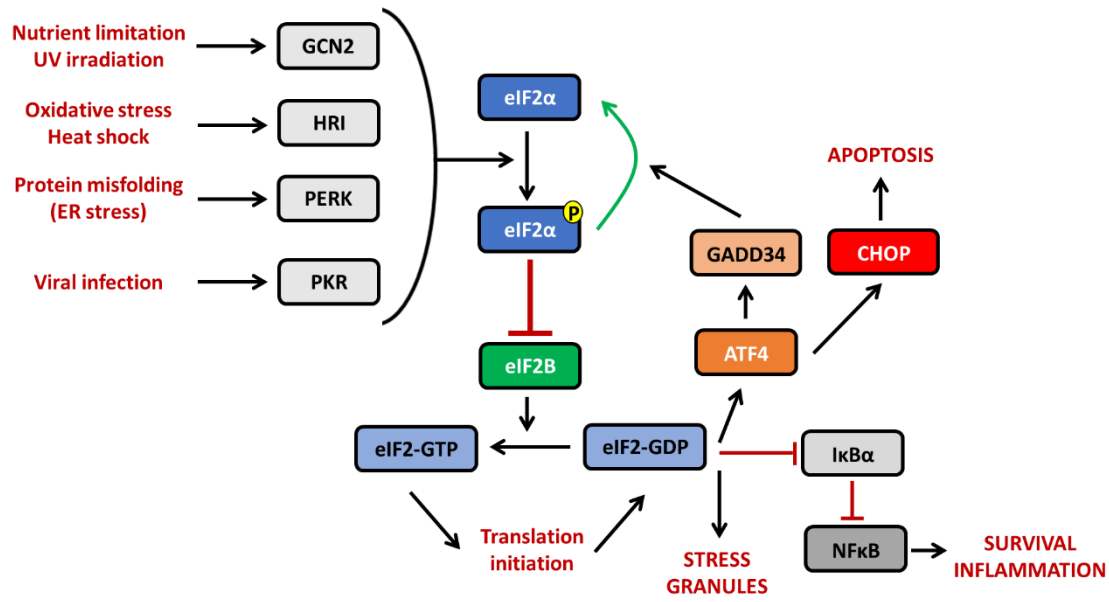 Nutrient limitation
UV irradiation
GCN2
Oxidative stress
Heat shock
HRI
Protein misfolding
(ER stress)
PERK
Viral infection
PKR
eIF2α
eIF2α
P
eIF2B
eIF2-GTP
eIF2-GDP
Translation
initiation
APOPTOSIS
GADD34
CHOP
ATF4
IκBα
NFκB
STRESS
GRANULES
SURVIVAL
INFLAMMATION